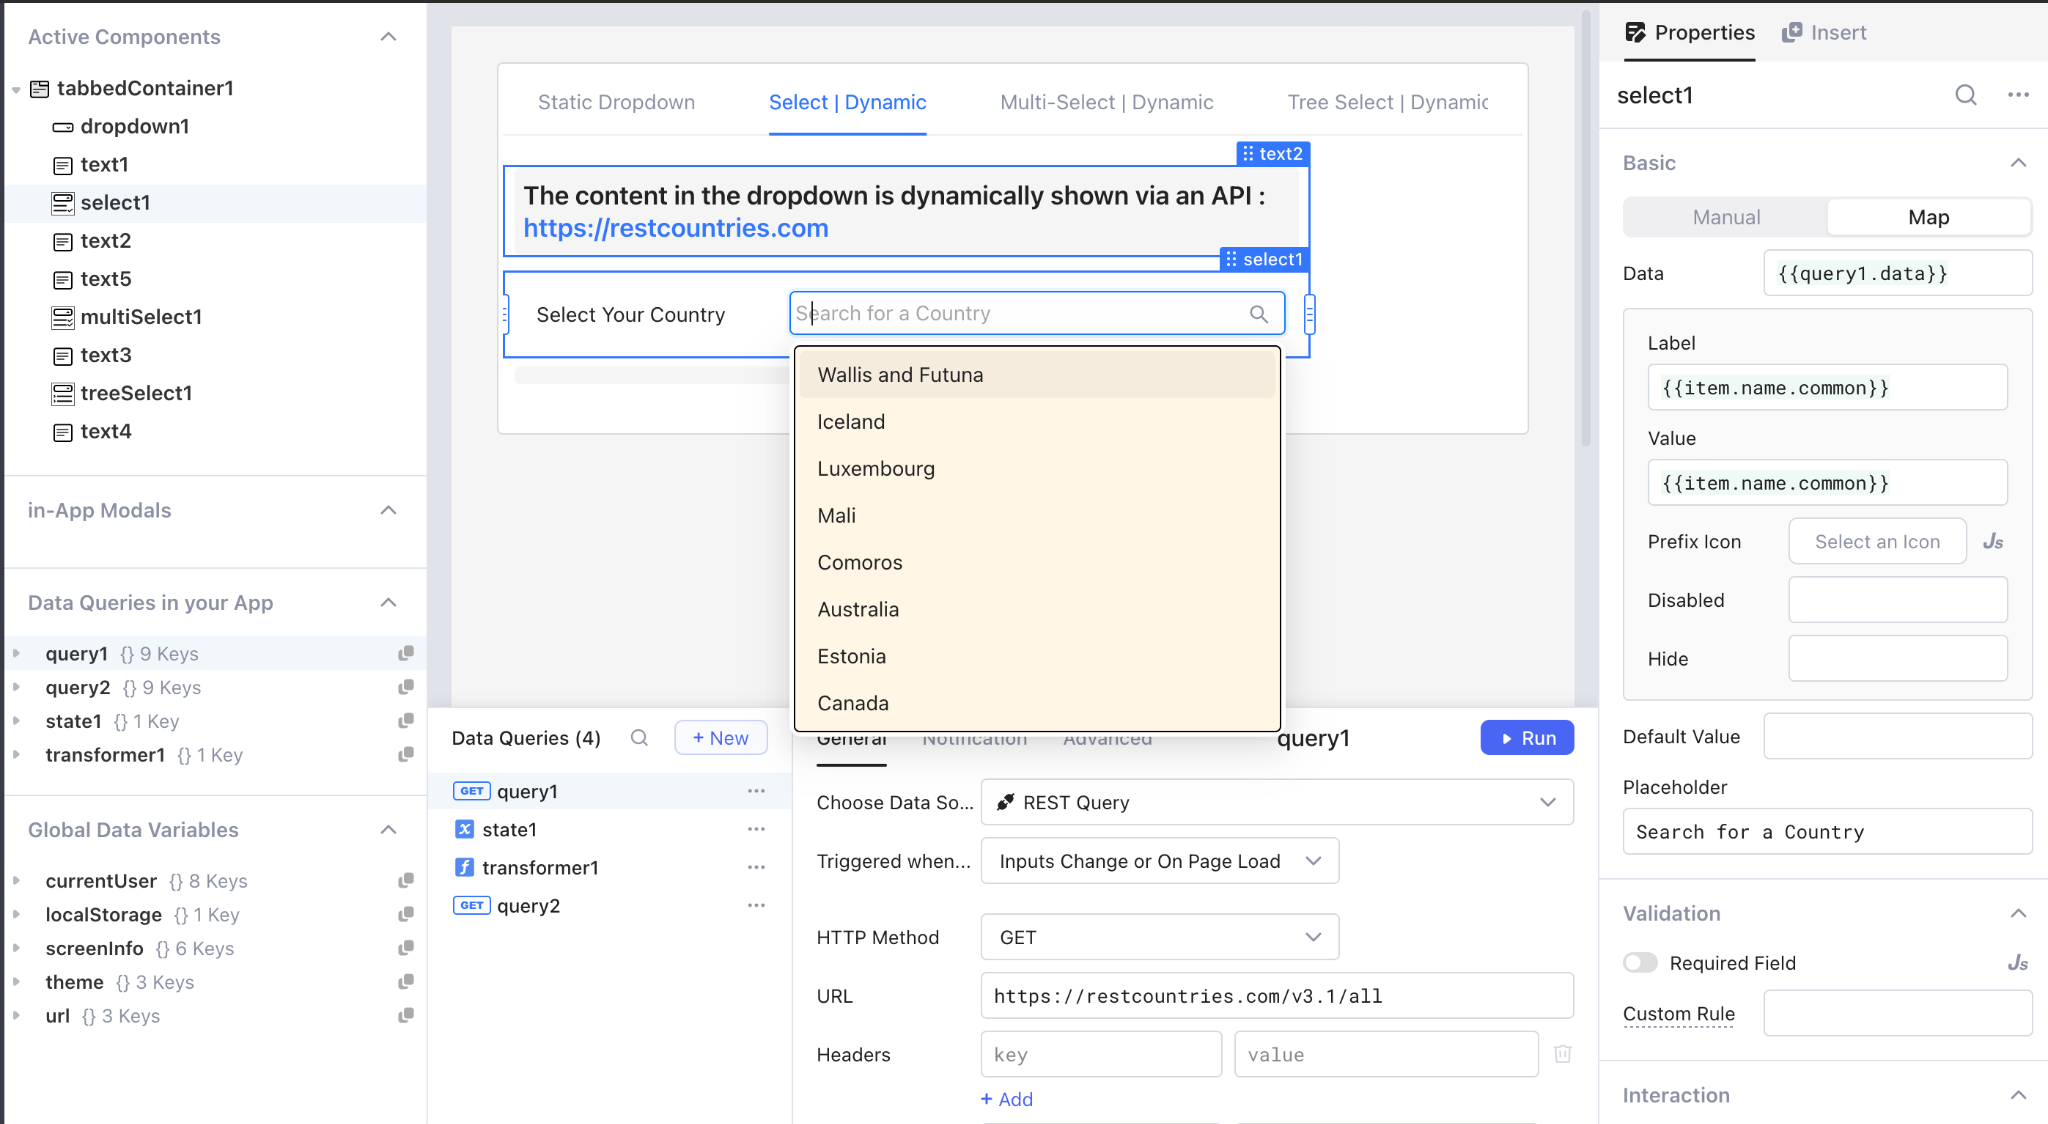 Active Components
tabbedContainer1
dropdown1
text1
select1
text2
text5
multiSelect1
text3
treeSelect1
text4
in-App Modals
Data Queries in your App
query1 {} 9 Keys
query2 {} 9 Keys
state1 {} 1 Key
transformer1 {} 1 Key
Global Data Variables
currentUser {} 8 Keys
localStorage {} 1 Key
screenInfo {} 6 Keys
theme {} 3 Keys
url {} 3 Keys
Static Dropdown
Select | Dynamic
Multi-Select | Dynamic
Tree Select | Dynamic
text2
The content in the dropdown is dynamically shown via an API :
https://restcountries.com
select1
Select Your Country
Search for a Country
Wallis and Futuna
Iceland
Luxembourg
Mali
Comoros
Australia
Estonia
Canada
Data Queries (4)
+ New
GET query1
state1
transformer1
GET query2
General
Notification
Advanced
query1
Run
Choose Data So... REST Query
Triggered when... Inputs Change or On Page Load
HTTP Method GET
URL https://restcountries.com/v3.1/all
Headers key value
+ Add
Properties
Insert
select1
Basic
Manual Map
Data {{query1.data}}
Label
{{item.name.common}}
Value
{{item.name.common}}
Prefix Icon Select an Icon Js
Disabled
Hide
Default Value
Placeholder
Search for a Country
Validation
Required Field Js
Custom Rule
Interaction